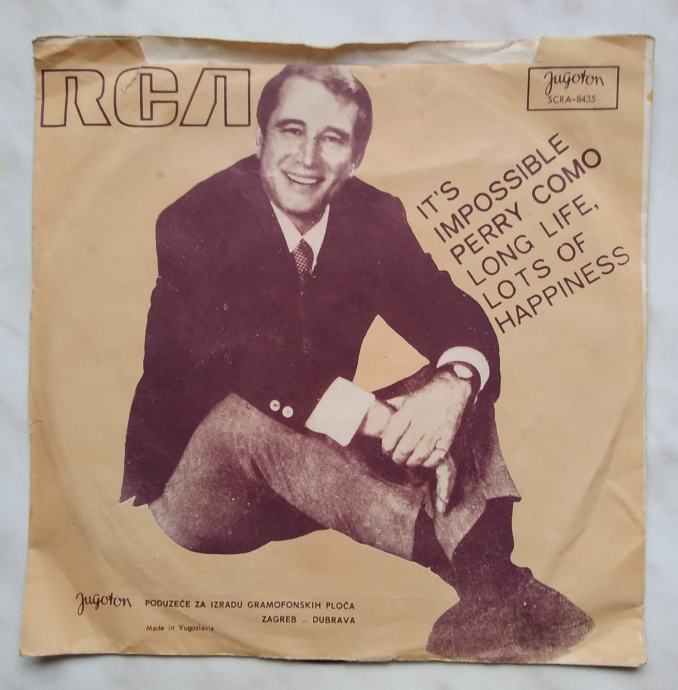 RCA
Jugoton
SCRA-8435
IT'S
IMPOSSIBLE
PERRY COMO
LONG LIFE,
LOTS OF
HAPPINESS
Jugoton PODUZEĆE ZA IZRADU GRAMOFONSKIH PLOČA
ZAGREB - DUBRAVA
Made in Yugoslavia